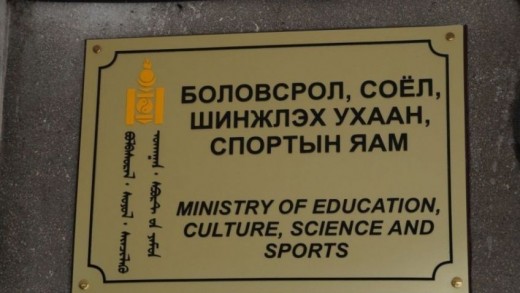 БОЛОВСРОЛ, СОЁЛ,
ШИНЖЛЭХ УХААН,
СПОРТЫН ЯАМ
MINISTRY OF EDUCATION,
CULTURE, SCIENCE AND
SPORTS